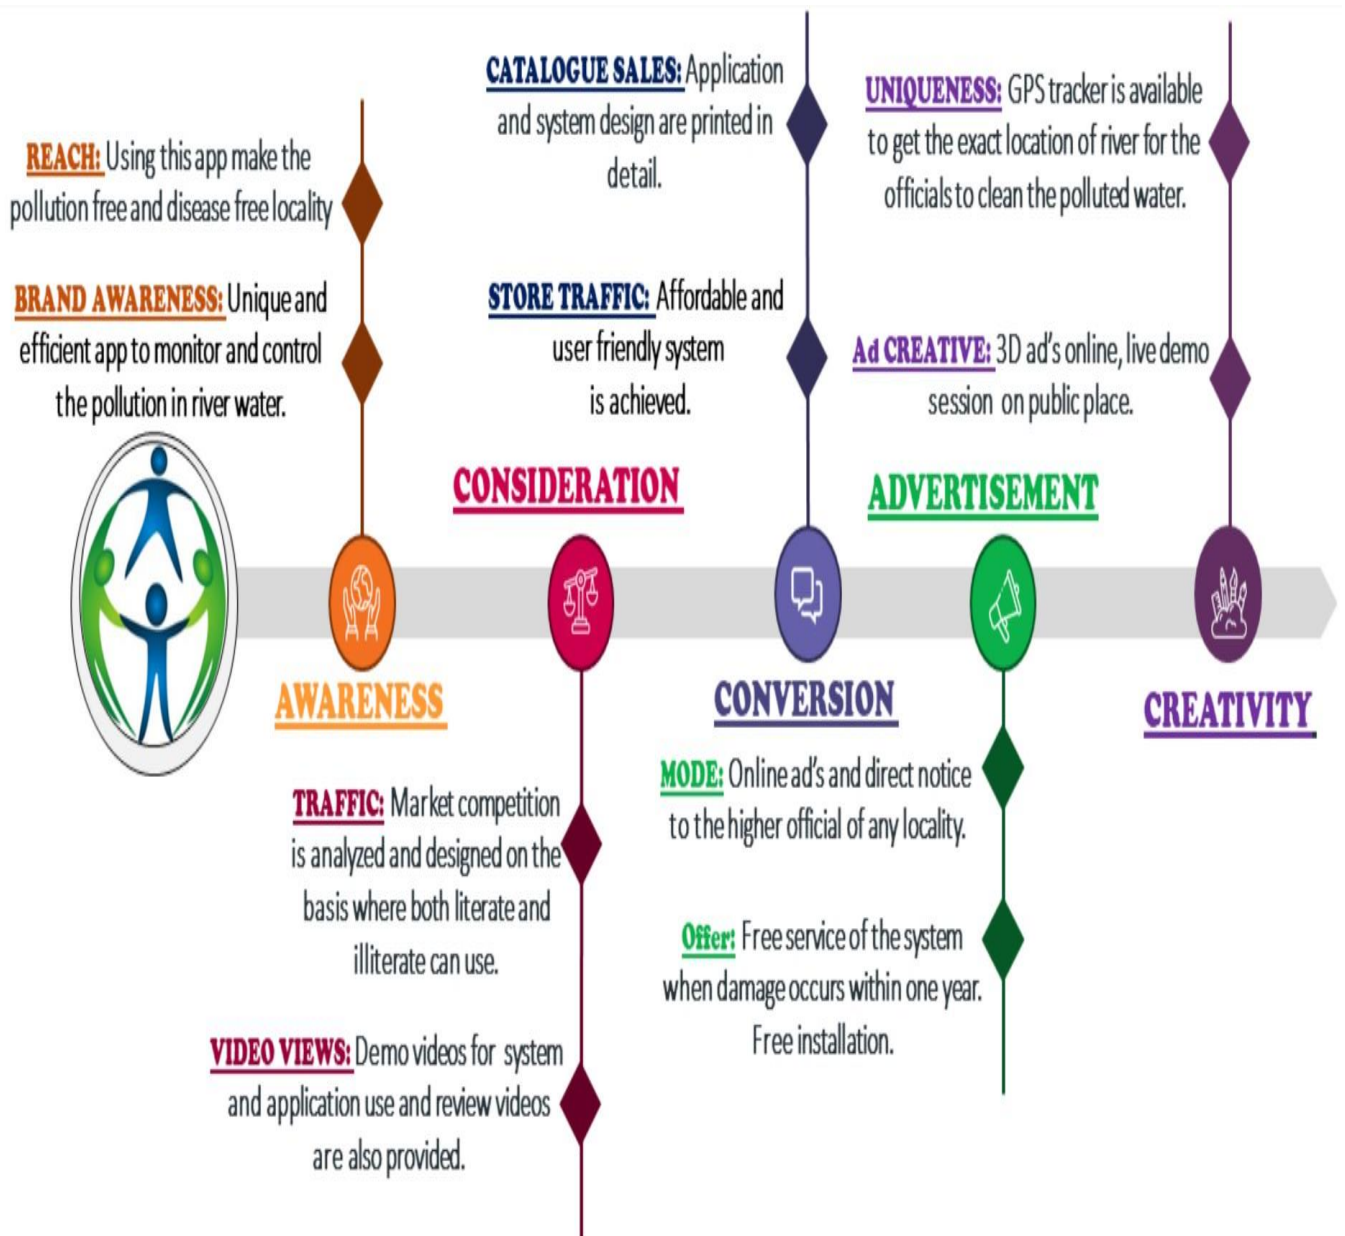 REACH: Using this app make the
pollution free and disease free locality
BRAND AWARENESS: Unique and
efficient app to monitor and control
the pollution in river water.
AWARENESS
CONSIDERATION
TRAFFIC: Market competition
is analyzed and designed on the
basis where both literate and
illiterate can use.
VIDEO VIEWS: Demo videos for system
and application use and review videos
are also provided.
CATALOGUE SALES: Application
and system design are printed in
detail.
STORE TRAFFIC: Affordable and
user friendly system
is achieved.
CONVERSION
ADVERTISEMENT
MODE: Online ad's and direct notice
to the higher official of any locality.
Offer: Free service of the system
when damage occurs within one year.
Free installation.
UNIQUENESS: GPS tracker is available
to get the exact location of river for the
officials to clean the polluted water.
Ad CREATIVE: 3D ad's online, live demo
session on public place.
CREATIVITY.